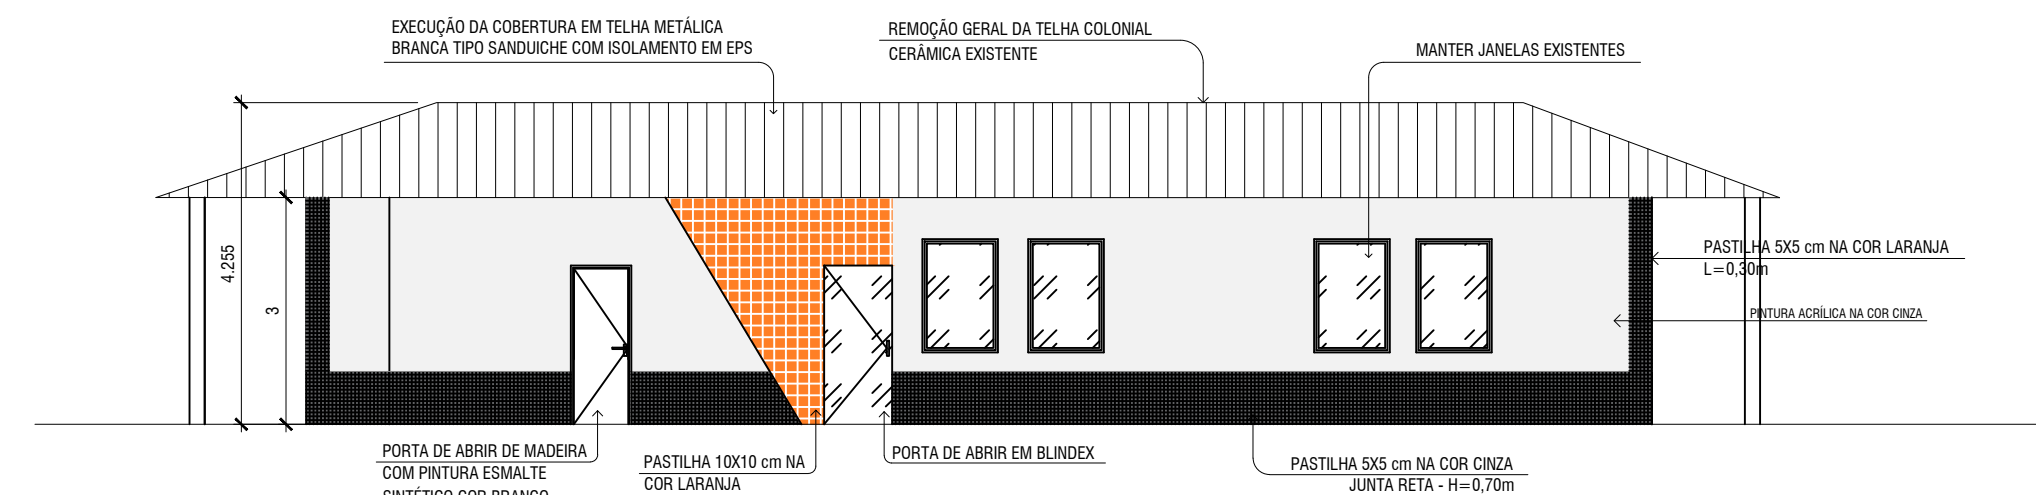 EXECUÇÃO DA COBERTURA EM TELHA METÁLICA
BRANCA TIPO SANDUICHE COM ISOLAMENTO EM EPS
REMOÇÃO GERAL DA TELHA COLONIAL
CERÂMICA EXISTENTE
MANTER JANELAS EXISTENTES
4.255
3
PASTILHA 5X5 cm NA COR LARANJA
L=0,30m
PINTURA ACRÍLICA NA COR CINZA
PORTA DE ABRIR DE MADEIRA
COM PINTURA ESMALTE
SINTÉTICO COR BRANCO
PASTILHA 10X10 cm NA
COR LARANJA
PORTA DE ABRIR EM BLINDEX
PASTILHA 5X5 cm NA COR CINZA
JUNTA RETA - H=0,70m